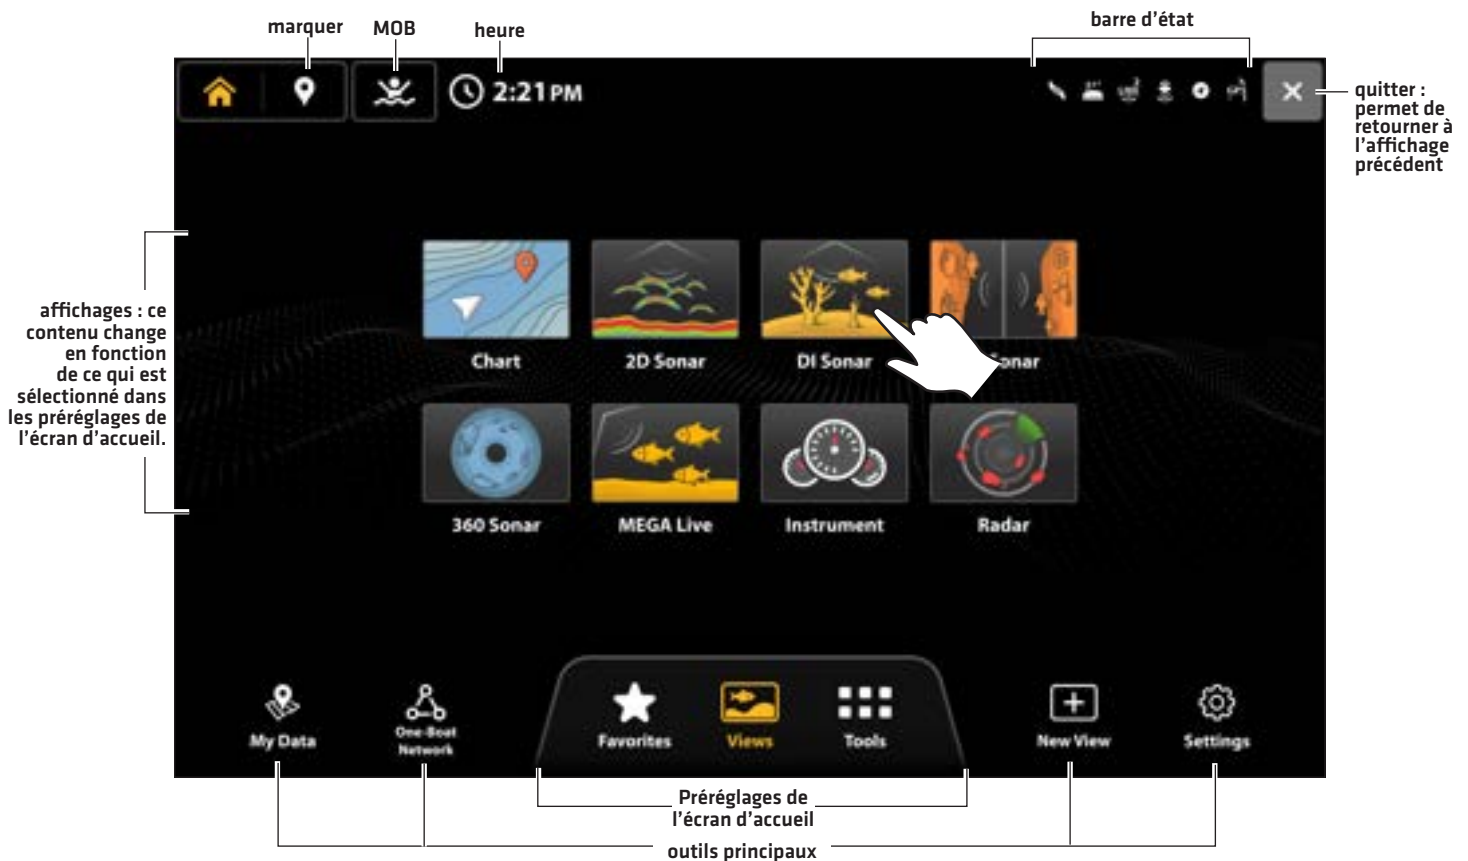 marquer
MOB
heure
barre d'état
2:21 PM
quitter :
permet de
retourner à
l'affichage
précédent
affichages : ce
contenu change
en fonction
de ce qui est
sélectionné dans
les préréglages de
l'écran d'accueil.
Chart
2D Sonar
DI Sonar
Sonar
360 Sonar
MEGA Live
Instrument
Radar
My Data
One-Boat
Network
Favorites
Views
Tools
New View
Settings
Préréglages de
l'écran d'accueil
outils principaux